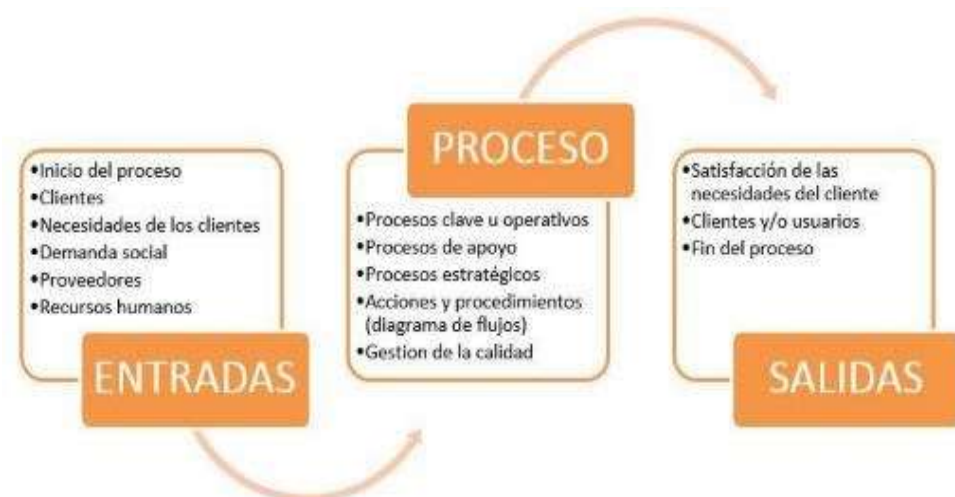 •Inicio del proceso
•Clientes
•Necesidades de los clientes
•Demanda social
•Proveedores
•Recursos humanos
ENTRADAS
PROCESO
•Procesos clave u operativos
•Procesos de apoyo
•Procesos estratégicos
•Acciones y procedimientos
(diagrama de flujos)
•Gestion de la calidad
•Satisfacción de las
necesidades del cliente
•Clientes y/o usuarios
•Fin del proceso
SALIDAS